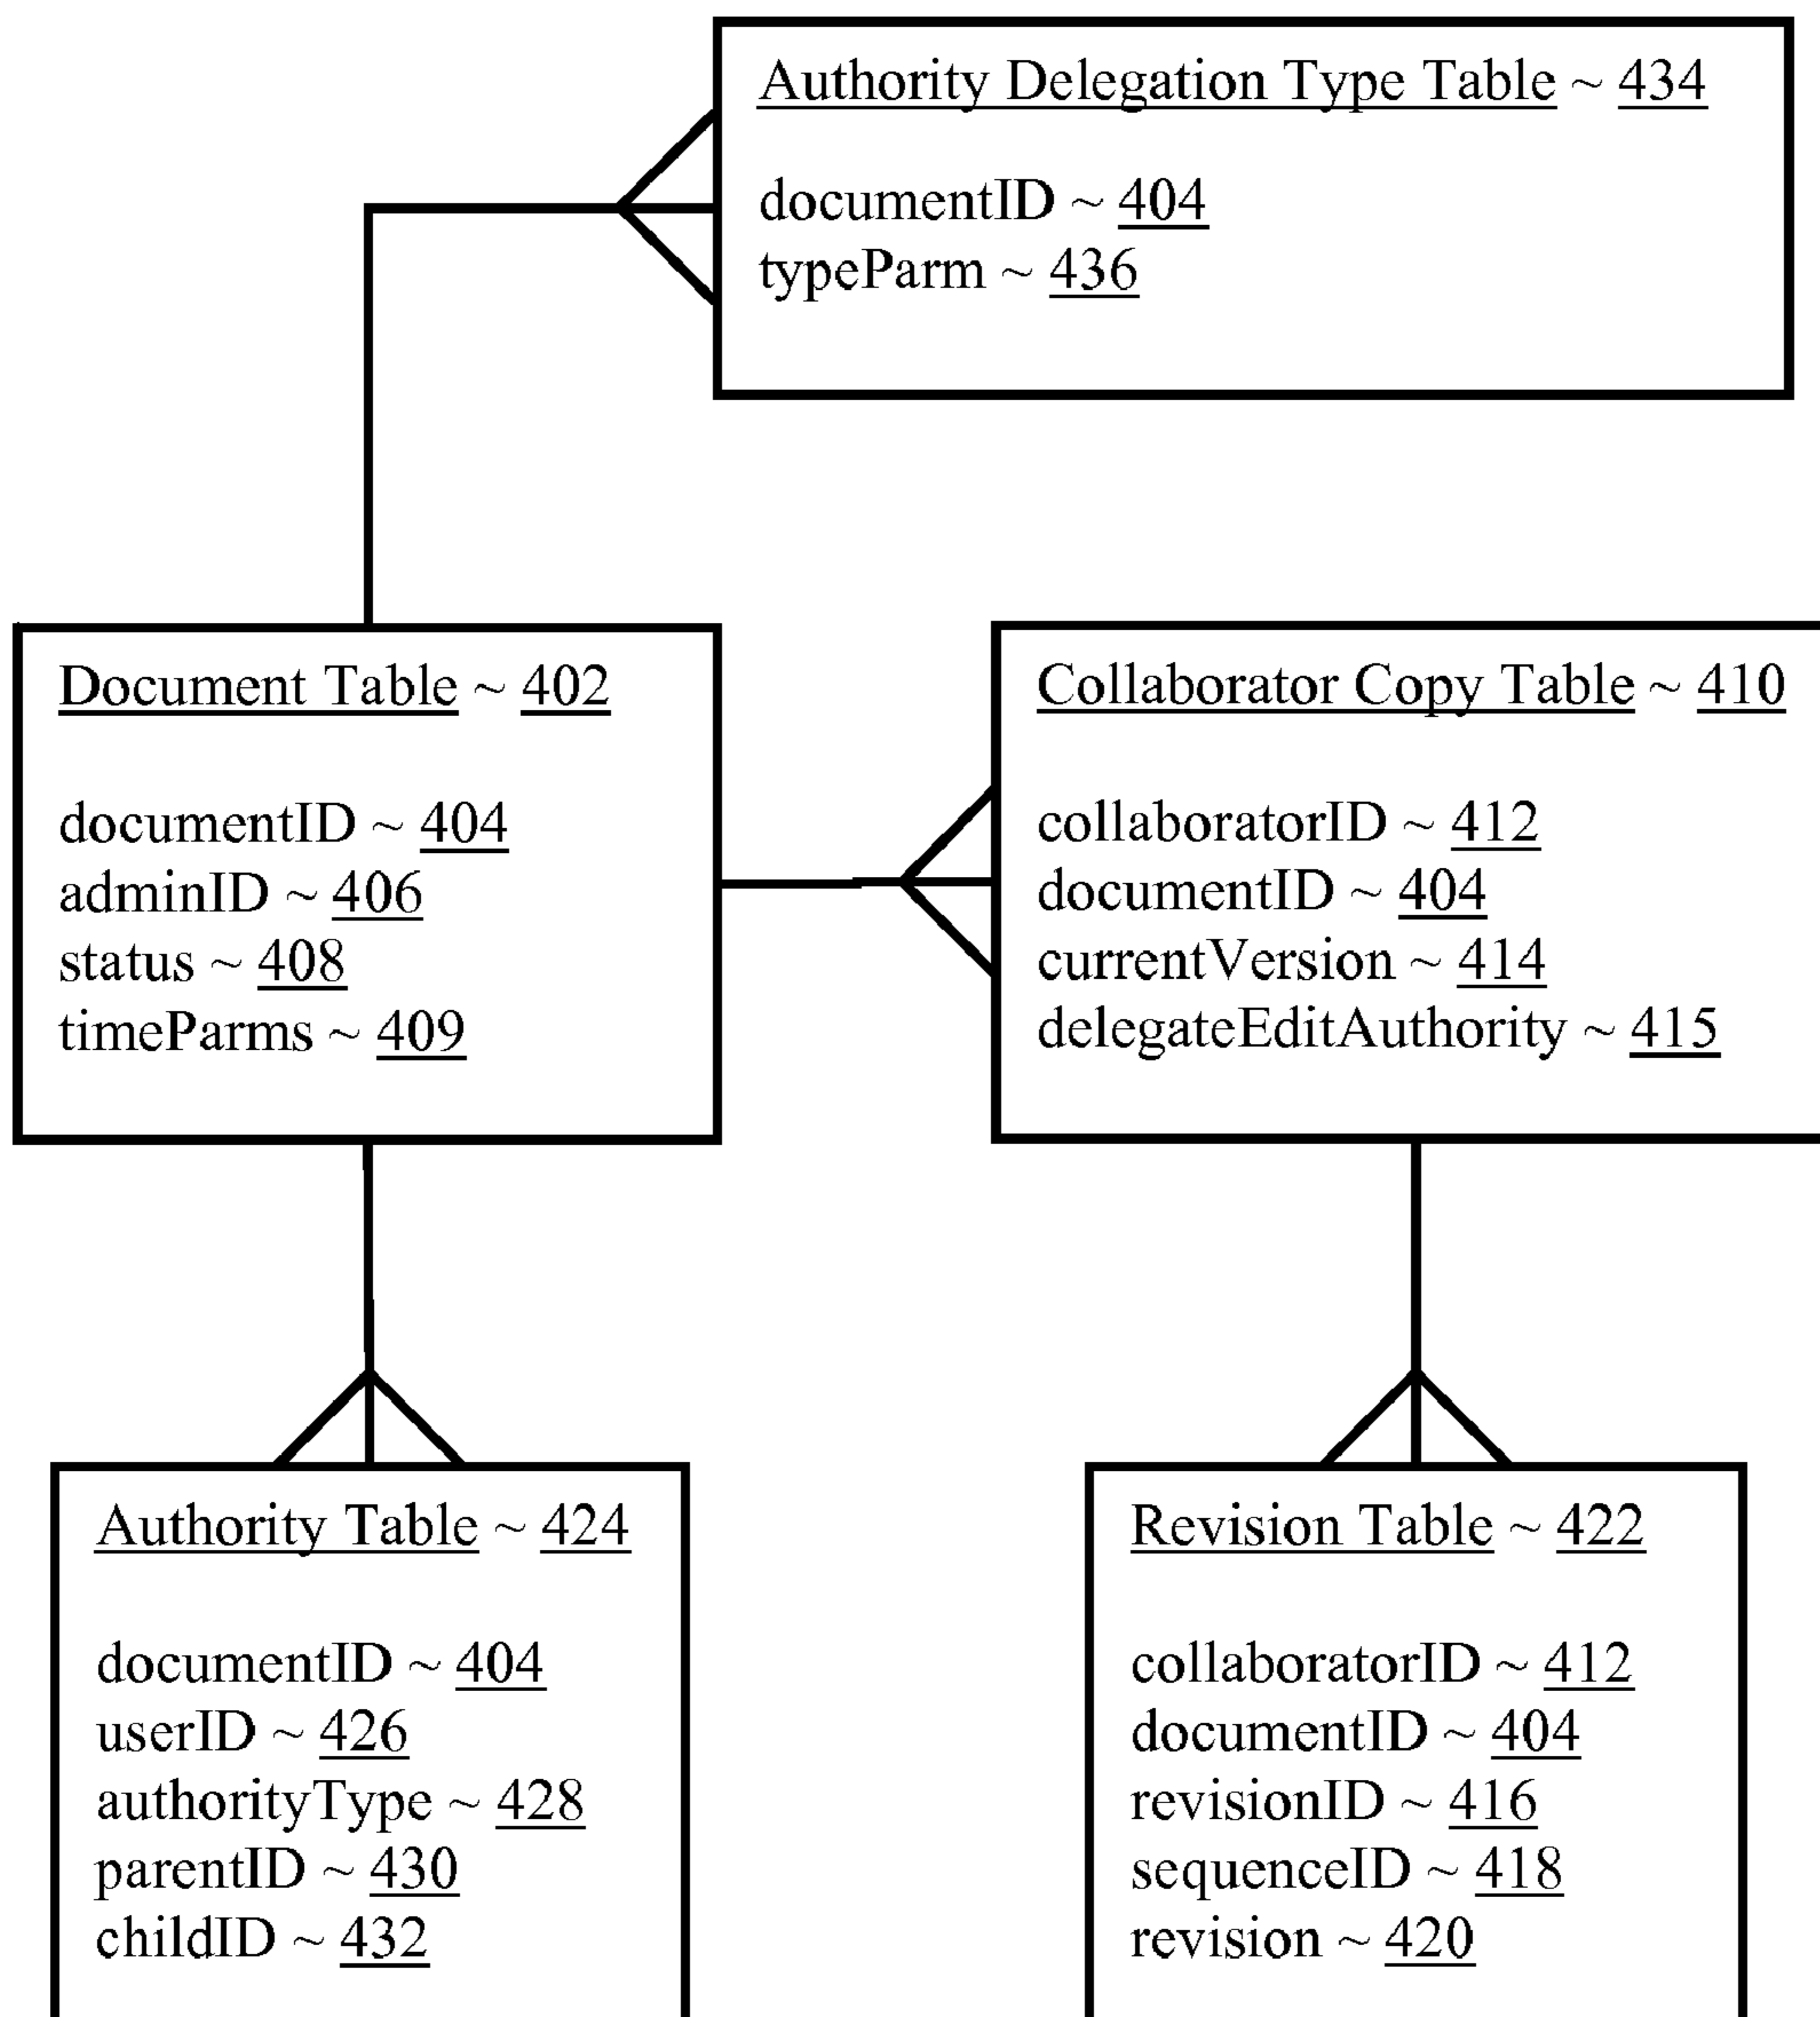 Authority Delegation Type Table ~ 434
documentID ~ 404
typeParm ~ 436
Document Table ~ 402
documentID ~ 404
adminID ~ 406
status ~ 408
timeParms ~ 409
Collaborator Copy Table ~ 410
collaboratorID ~ 412
documentID ~ 404
currentVersion ~ 414
delegateEditAuthority ~ 415
Authority Table ~ 424
documentID ~ 404
userID ~ 426
authorityType ~ 428
parentID ~ 430
childID ~ 432
Revision Table ~ 422
collaboratorID ~ 412
documentID ~ 404
revisionID ~ 416
sequenceID ~ 418
revision ~ 420